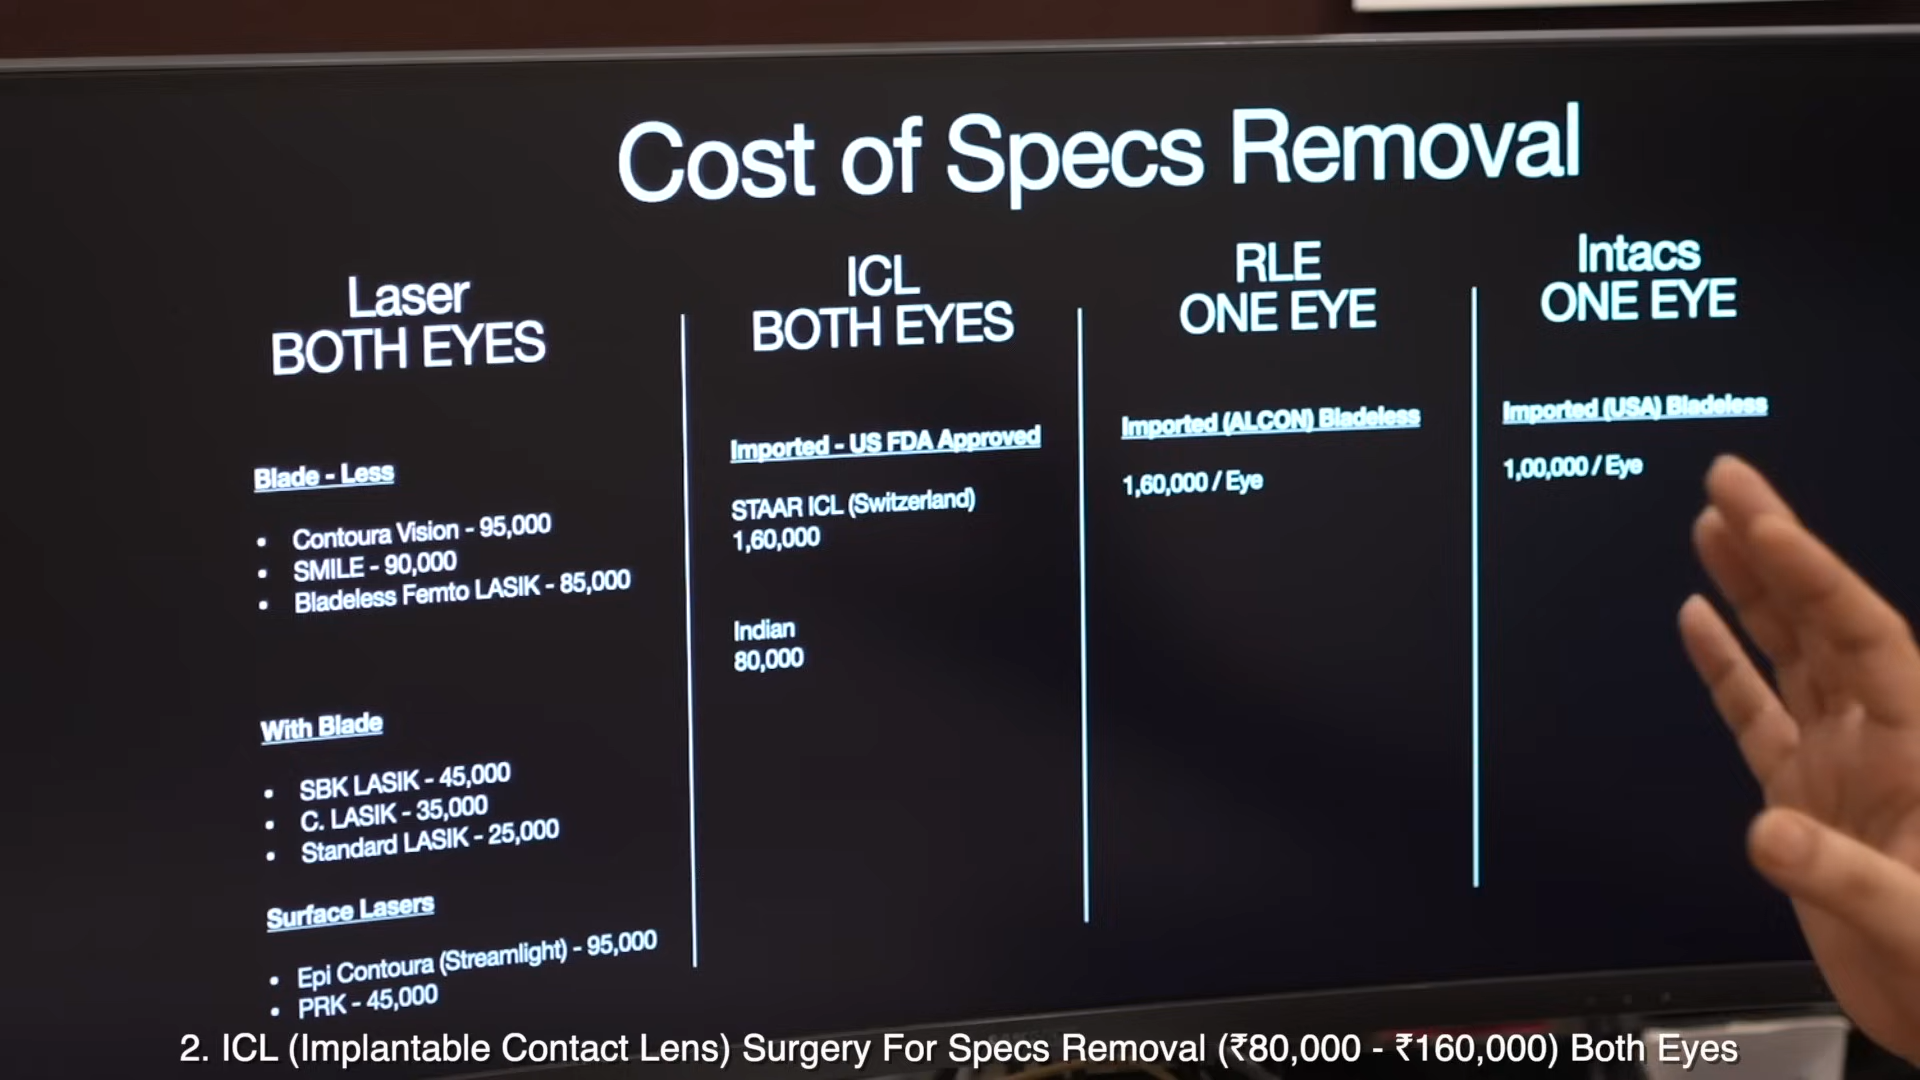 Cost of Specs Removal
Laser
BOTH EYES
Blade - Less
• Contoura Vision - 95,000
• SMILE - 90,000
• Bladeless Femto LASIK - 85,000
With Blade
• SBK LASIK - 45,000
• C. LASIK - 35,000
• Standard LASIK - 25,000
Surface Lasers
• Epi Contoura (Streamlight) - 95,000
• PRK - 45,000
ICL
BOTH EYES
Imported - US FDA Approved
STAAR ICL (Switzerland)
1,60,000
Indian
80,000
RLE
ONE EYE
Imported (ALCON) Bladeless
1,60,000 / Eye
Intacs
ONE EYE
Imported (USA) Bladeless
1,00,000 / Eye
2. ICL (Implantable Contact Lens) Surgery For Specs Removal (₹80,000 - ₹160,000) Both Eyes